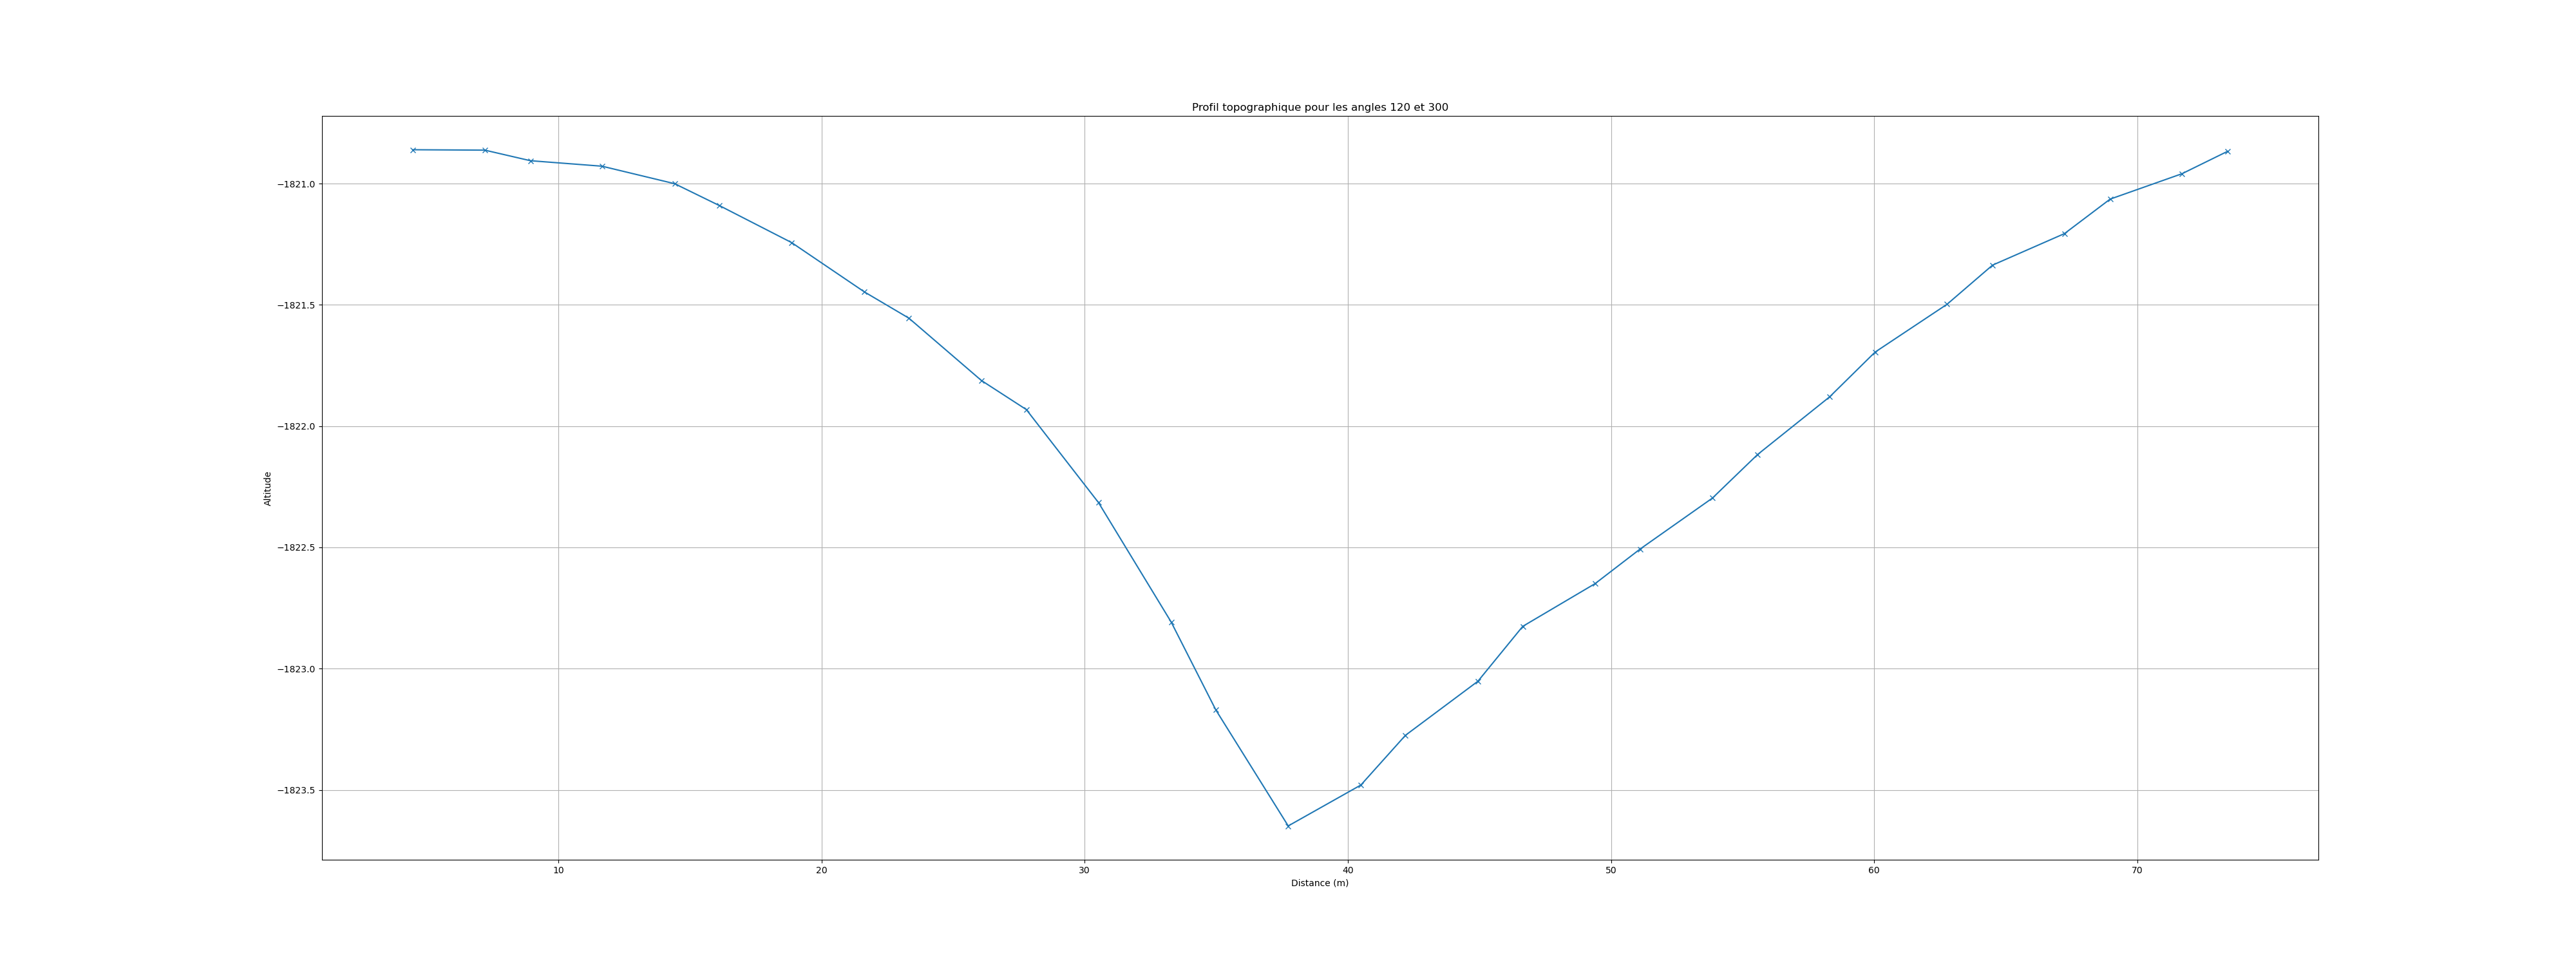 Profil topographique pour les angles 120 et 300
Altitude
−1821.0
−1821.5
−1822.0
−1822.5
−1823.0
−1823.5
10 20 30 40 50 60 70
Distance (m)